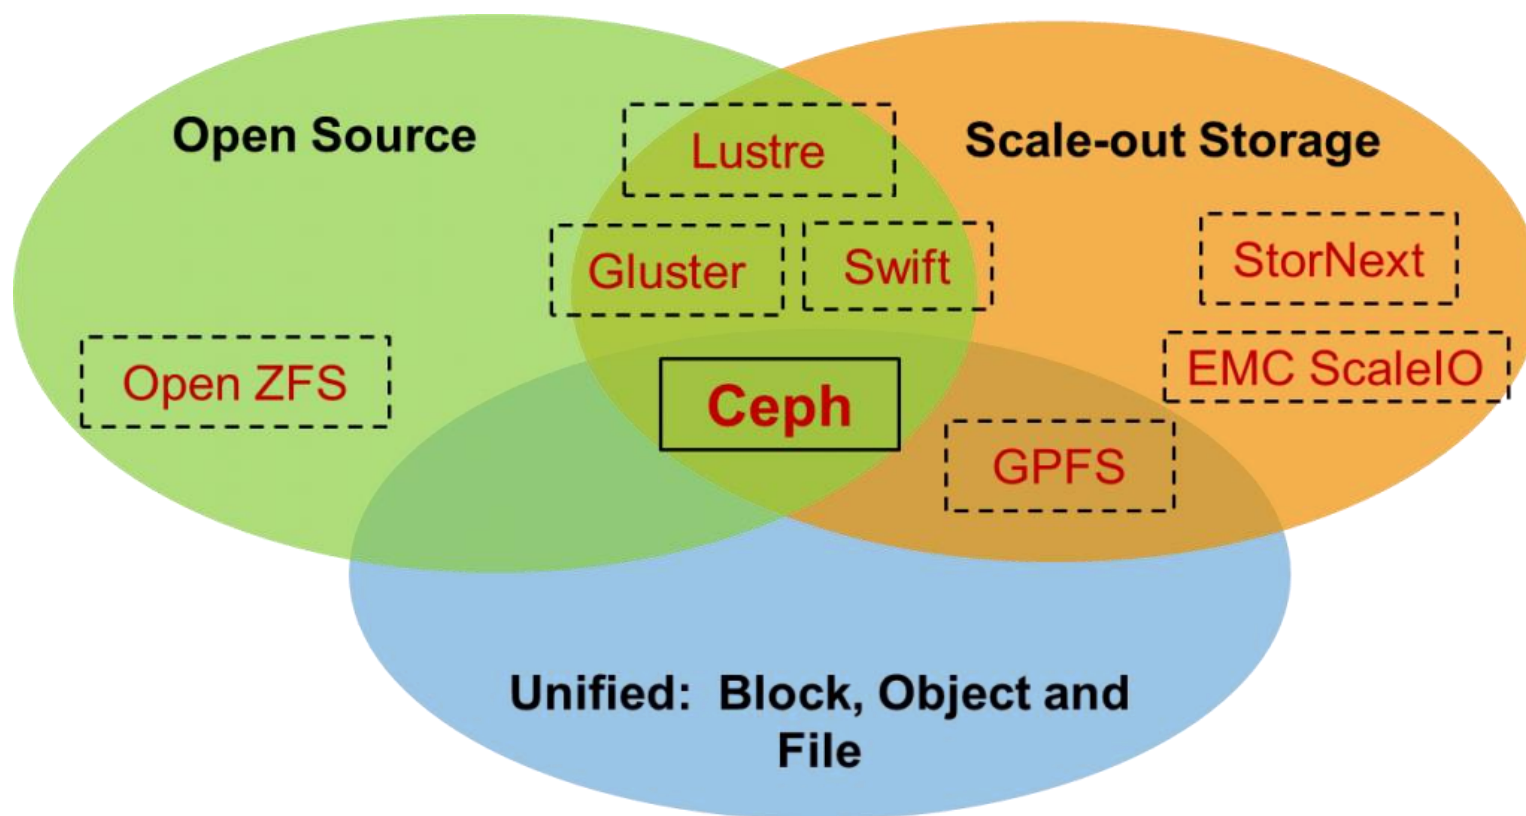 Open Source
Scale-out Storage
Lustre
Gluster
Swift
StorNext
Open ZFS
EMC ScaleIO
Ceph
GPFS
Unified:  Block, Object and
File